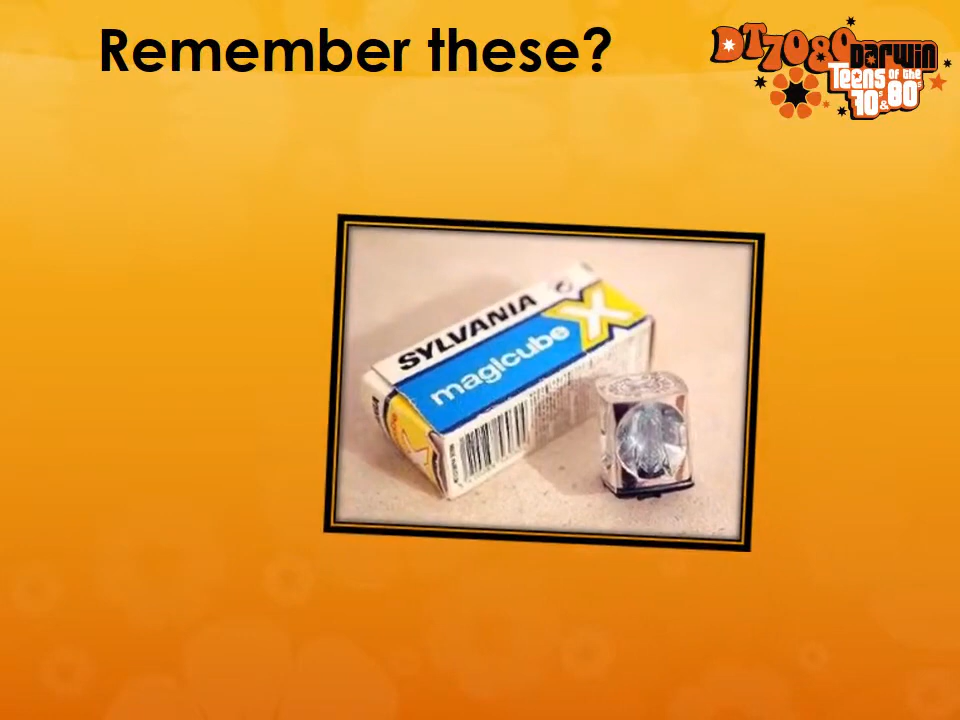 Remember these?
DT7080 Darwin
Teens of the
70s & 80s
SYLVANIA
magicube X